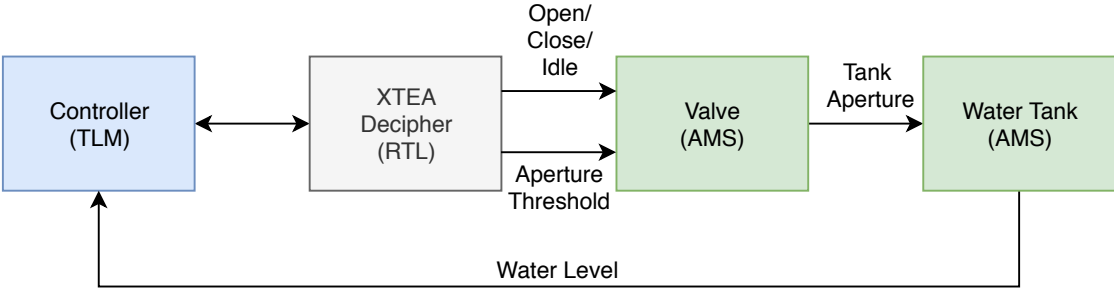 Controller
(TLM)
XTEA
Decipher
(RTL)
Open/
Close/
Idle
Aperture
Threshold
Valve
(AMS)
Tank
Aperture
Water Tank
(AMS)
Water Level